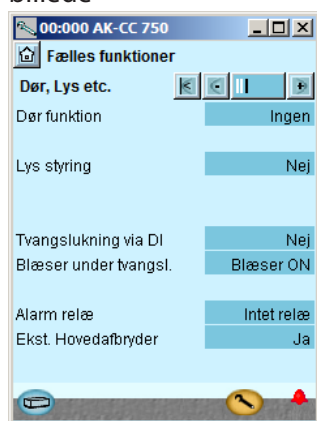 billede
00:000 AK-CC 750
Fælles funktioner
Dør, Lys etc.
Dør funktion Ingen
Lys styring Nej
Tvangslukning via DI Nej
Blæser under tvangsl. Blæser ON
Alarm relæ Intet relæ
Ekst. Hovedafbryder Ja